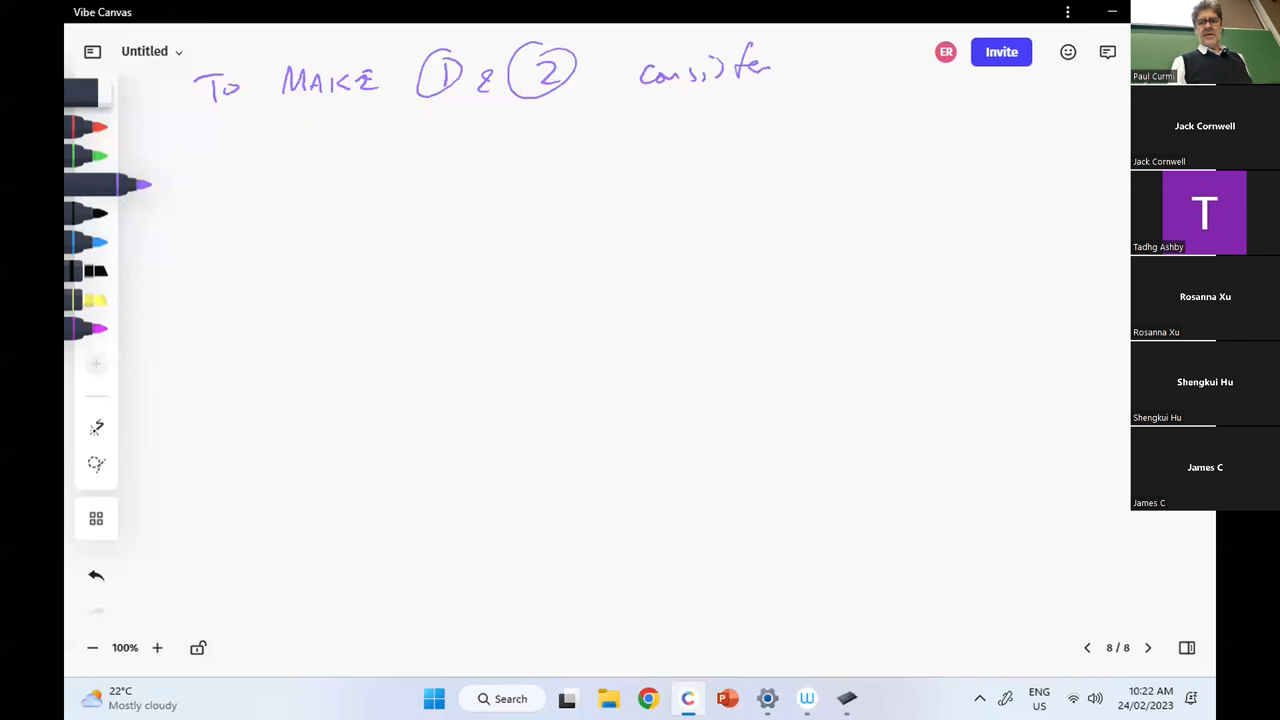 Vibe Canvas
Untitled
ER
Invite
To MAKE ① & ② consisten
100%
8 / 8
22°C
Mostly cloudy
Search
ENG
US
10:22 AM
24/02/2023
Paul Curmi
Jack Cornwell
Jack Cornwell
T
Tadhg Ashby
Rosanna Xu
Rosanna Xu
Shengkui Hu
Shengkui Hu
James C
James C